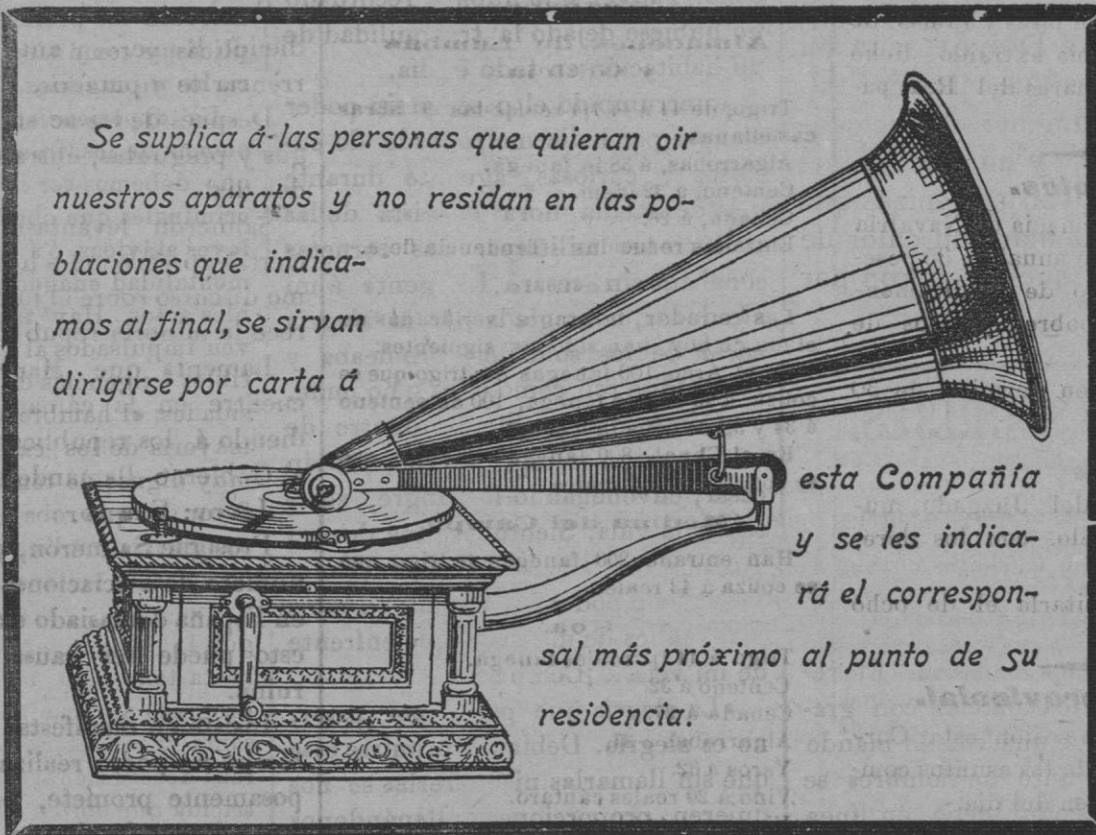 Se suplica á-las personas que quieran oir
nuestros aparatos y no residan en las po-
blaciones que indica-
mos al final, se sirvan
dirigirse por carta á
esta Compañía
y se les indica-
rá el correspon-
sal más próximo al punto de su
residencia.